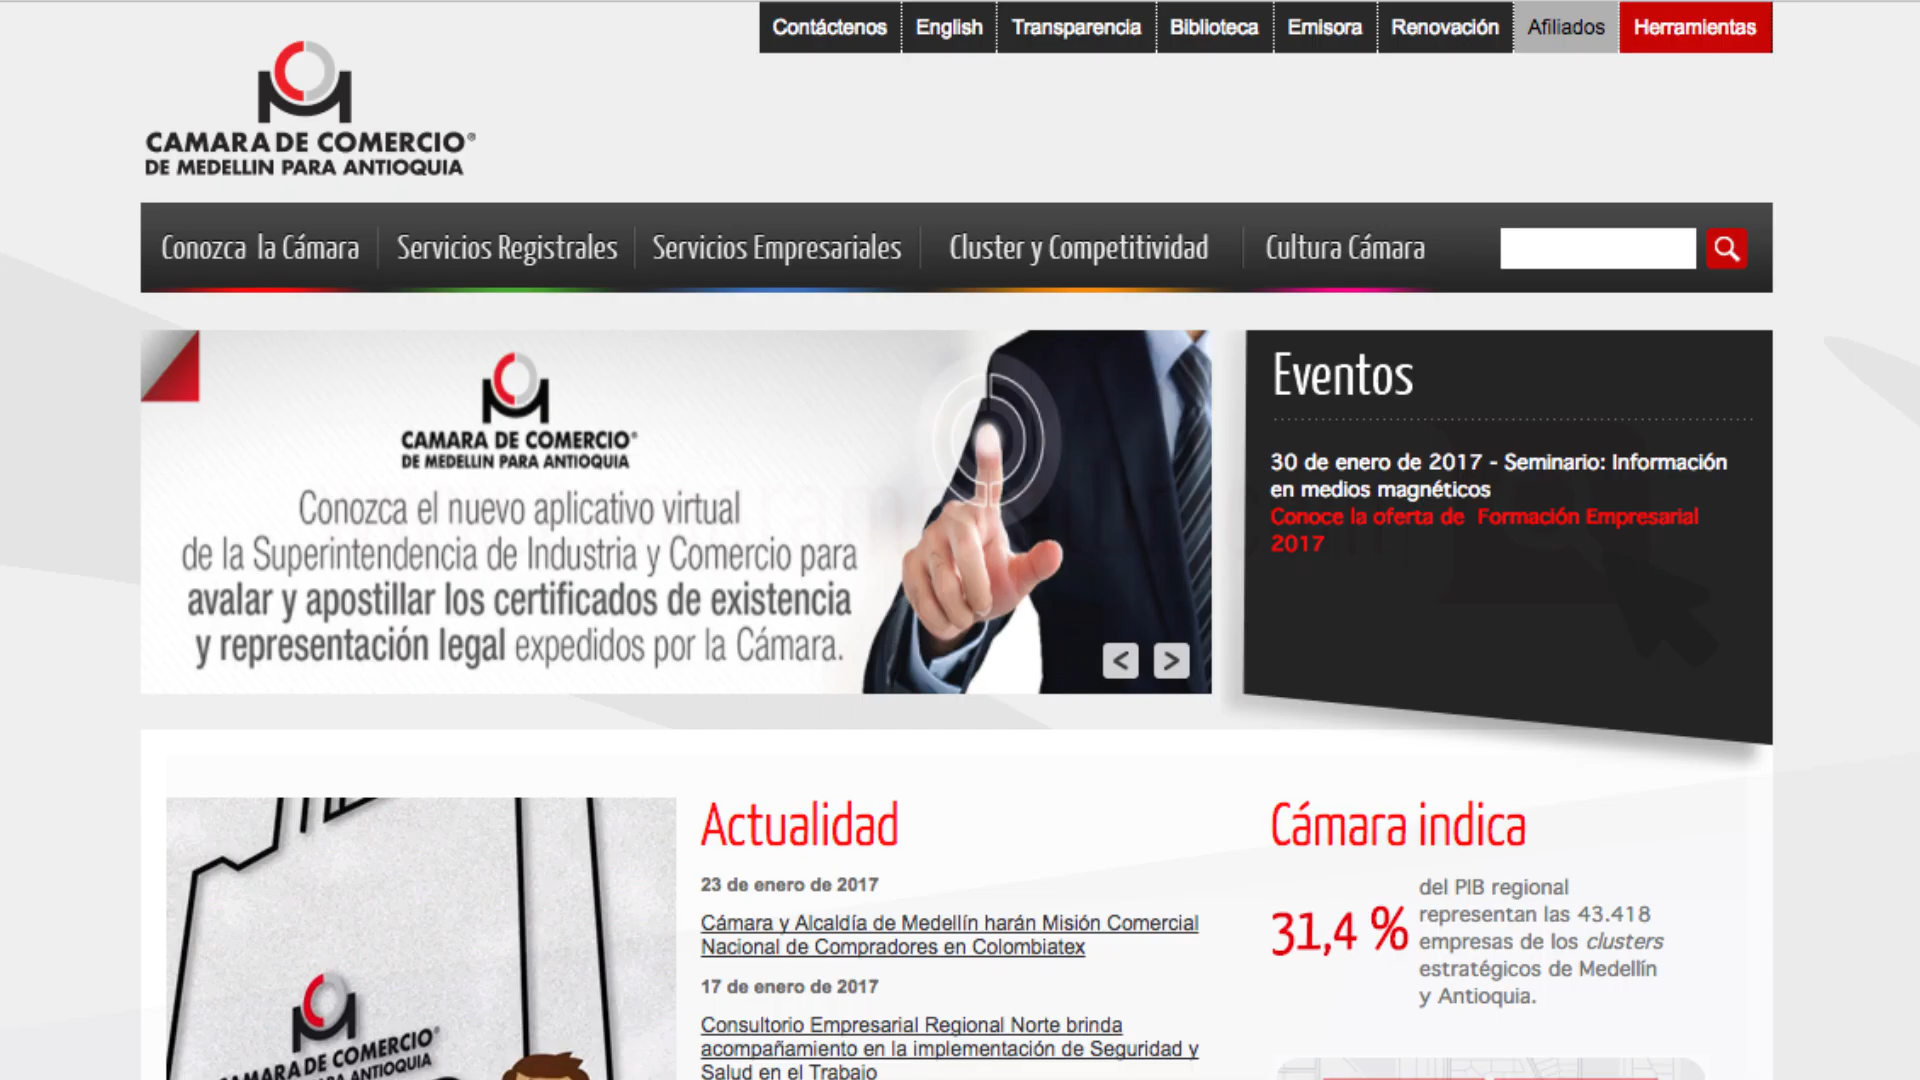 Contáctenos English Transparencia Biblioteca Emisora Renovación Afiliados Herramientas
CAMARA DE COMERCIO®
DE MEDELLIN PARA ANTIOQUIA
Conozca la Cámara Servicios Registrales Servicios Empresariales Cluster y Competitividad Cultura Cámara
CAMARA DE COMERCIO®
DE MEDELLIN PARA ANTIOQUIA
Conozca el nuevo aplicativo virtual
de la Superintendencia de Industria y Comercio para
avalar y apostillar los certificados de existencia
y representación legal expedidos por la Cámara.
< >
Eventos
30 de enero de 2017 - Seminario: Información
en medios magnéticos
Conoce la oferta de Formación Empresarial
2017
CAMARA DE COMERCIO®
PARA ANTIOQUIA
Actualidad
23 de enero de 2017
Cámara y Alcaldía de Medellín harán Misión Comercial
Nacional de Compradores en Colombiatex
17 de enero de 2017
Consultorio Empresarial Regional Norte brinda
acompañamiento en la implementación de Seguridad y
Salud en el Trabajo
Cámara indica
31,4 %
del PIB regional
representan las 43.418
empresas de los clusters
estratégicos de Medellín
y Antioquia.